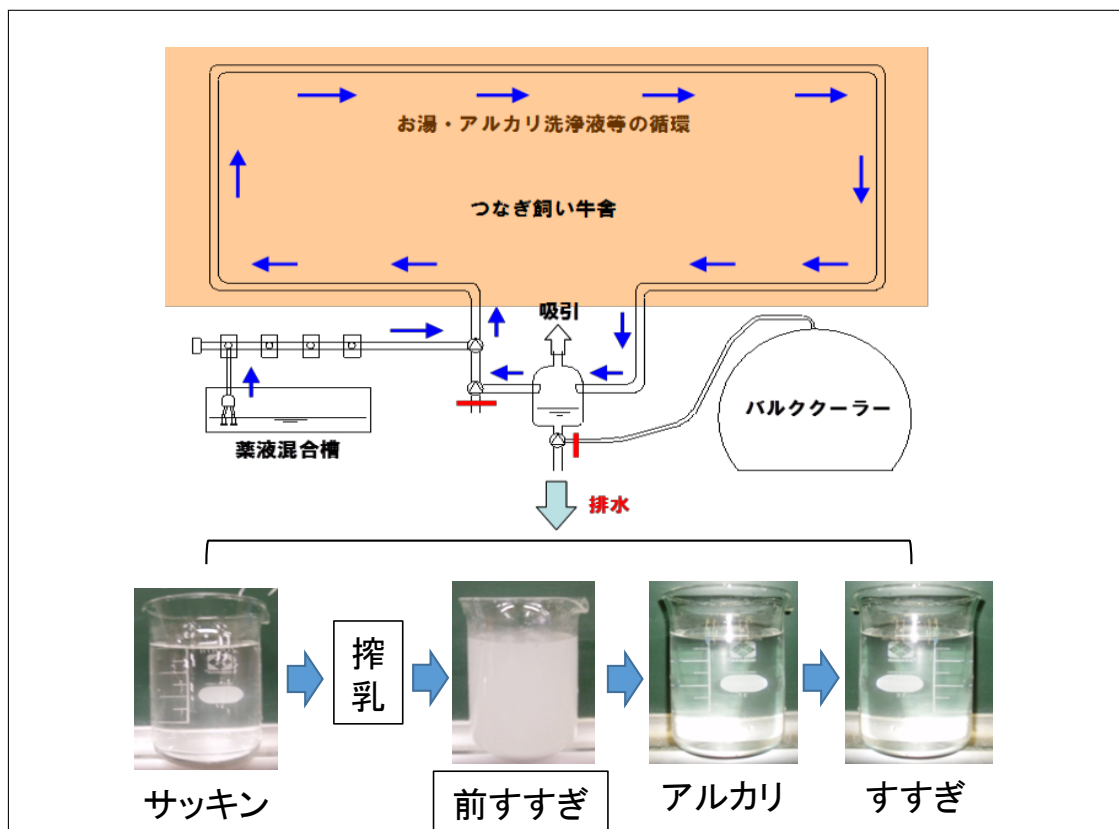 お湯・アルカリ洗浄液等の循環
つなぎ飼い牛舎
吸引
バルククーラー
薬液混合槽
排水
搾
乳
サッキン
前すすぎ
アルカリ
すすぎ